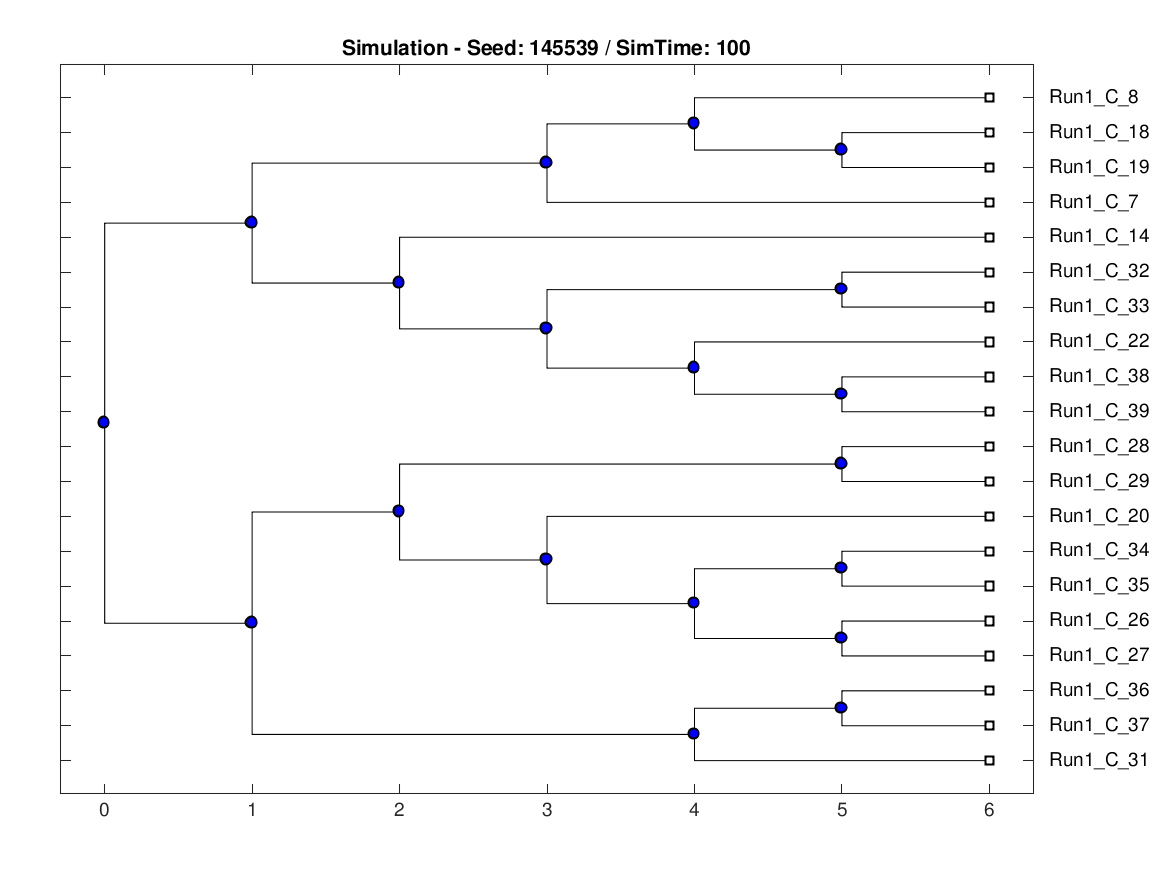 Simulation - Seed: 145539 / SimTime: 100
Run1_C_8
Run1_C_18
Run1_C_19
Run1_C_7
Run1_C_14
Run1_C_32
Run1_C_33
Run1_C_22
Run1_C_38
Run1_C_39
Run1_C_28
Run1_C_29
Run1_C_20
Run1_C_34
Run1_C_35
Run1_C_26
Run1_C_27
Run1_C_36
Run1_C_37
Run1_C_31
0 1 2 3 4 5 6